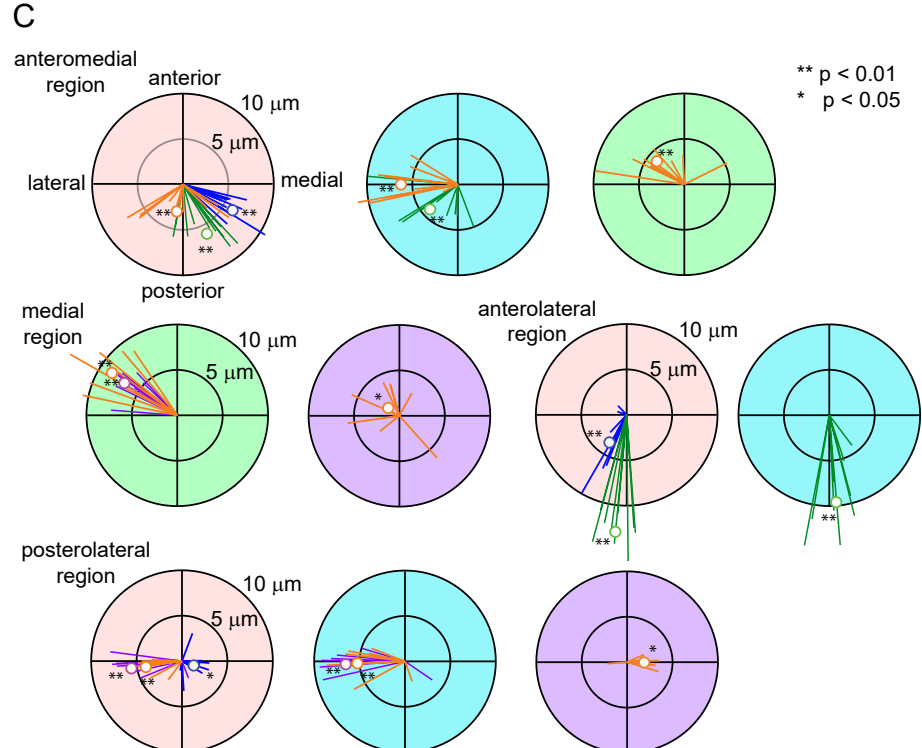 C
anteromedial
region
anterior
10 μm
5 μm
lateral
medial
posterior
**
**
**
**
**
**
** p < 0.01
* p < 0.05
medial
region
10 μm
5 μm
**
**
*
anterolateral
region
10 μm
5 μm
**
**
**
posterolateral
region
10 μm
5 μm
**
**
*
**
**
*